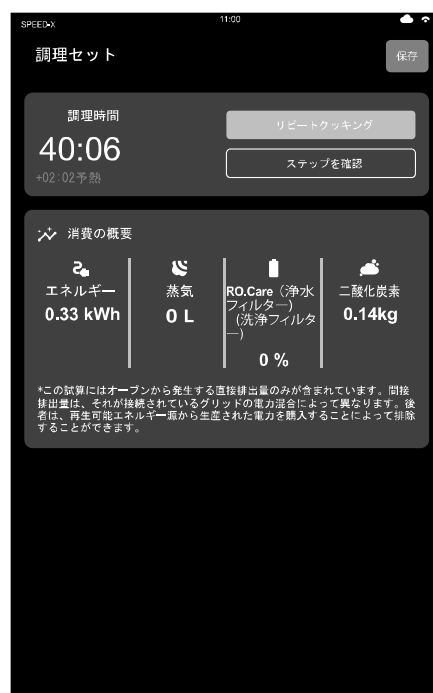 SPEED•X
11:00
調理セット
保存
調理時間
40:06
+02:02予熱
リピートクッキング
ステップを確認
消費の概要
エネルギー
0.33 kWh
蒸気
0 L
RO.Care（浄水
フィルター）
(洗浄フィルタ
ー)
0 %
二酸化炭素
0.14kg
*この試算にはオーブンから発生する直接排出量のみが含まれています。間接
排出量は、それが接続されているグリッドの電力混合によって異なります。後
者は、再生可能エネルギー源から生産された電力を購入することによって排除
することができます。